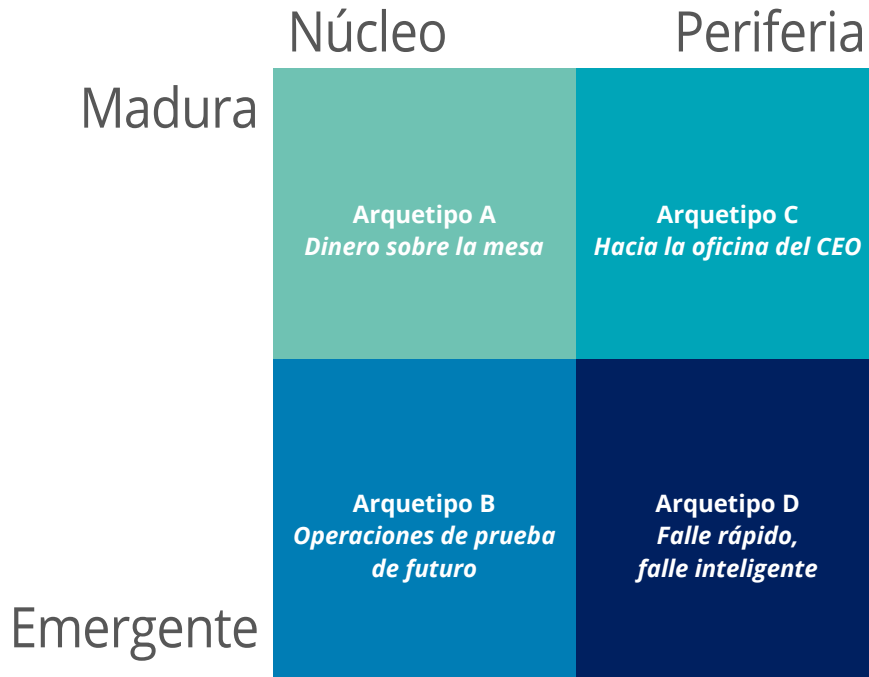 Núcleo
Periferia
Madura
Arquetipo A
Dinero sobre la mesa
Arquetipo C
Hacia la oficina del CEO
Arquetipo B
Operaciones de prueba
de futuro
Arquetipo D
Falle rápido,
falle inteligente
Emergente